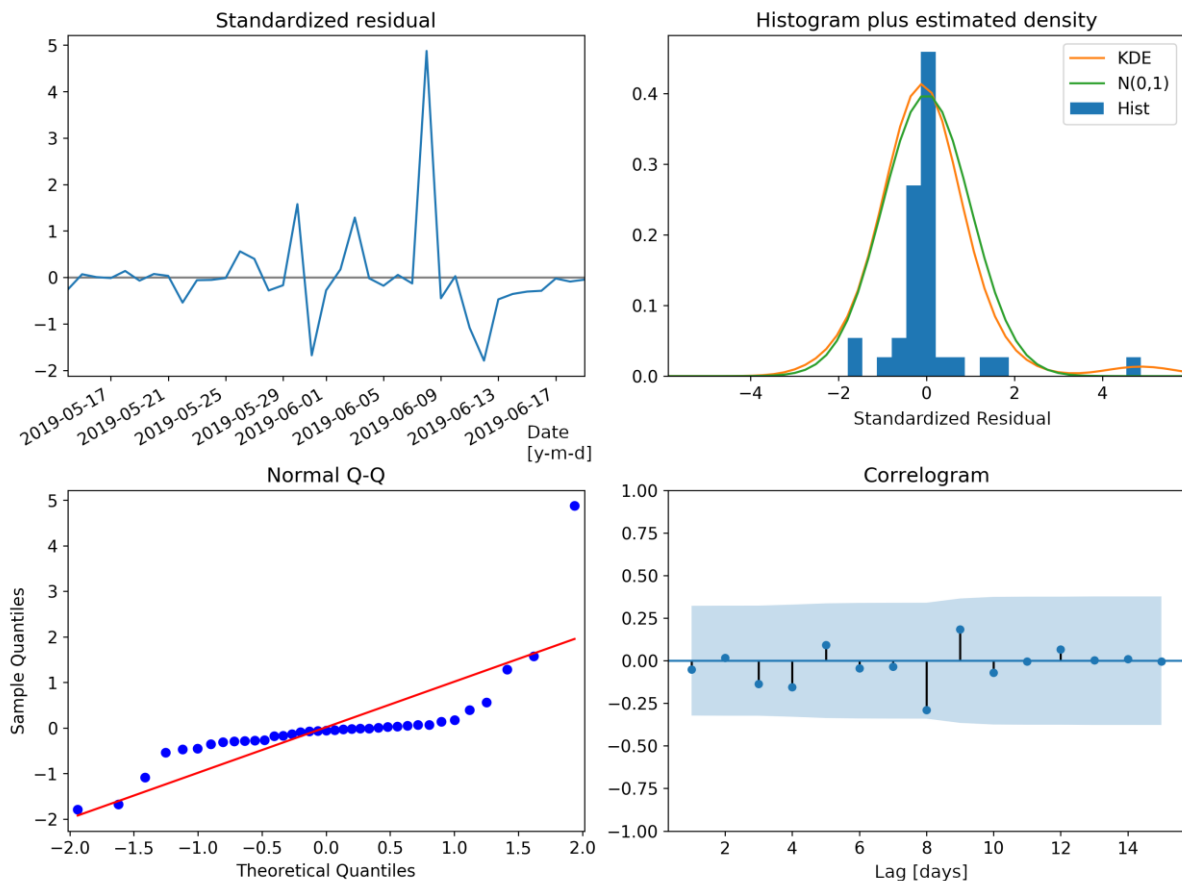 Standardized residual
5
4
3
2
1
0
−1
−2
2019-05-17
2019-05-21
2019-05-25
2019-05-29
2019-06-01
2019-06-05
2019-06-09
2019-06-13
2019-06-17
Date
[y-m-d]
Histogram plus estimated density
KDE
N(0,1)
Hist
0.4
0.3
0.2
0.1
0.0
−4 −2 0 2 4
Standardized Residual
Normal Q-Q
Sample Quantiles
5
4
3
2
1
0
−1
−2
−2.0 −1.5 −1.0 −0.5 0.0 0.5 1.0 1.5 2.0
Theoretical Quantiles
Correlogram
1.00
0.75
0.50
0.25
0.00
−0.25
−0.50
−0.75
−1.00
2 4 6 8 10 12 14
Lag [days]